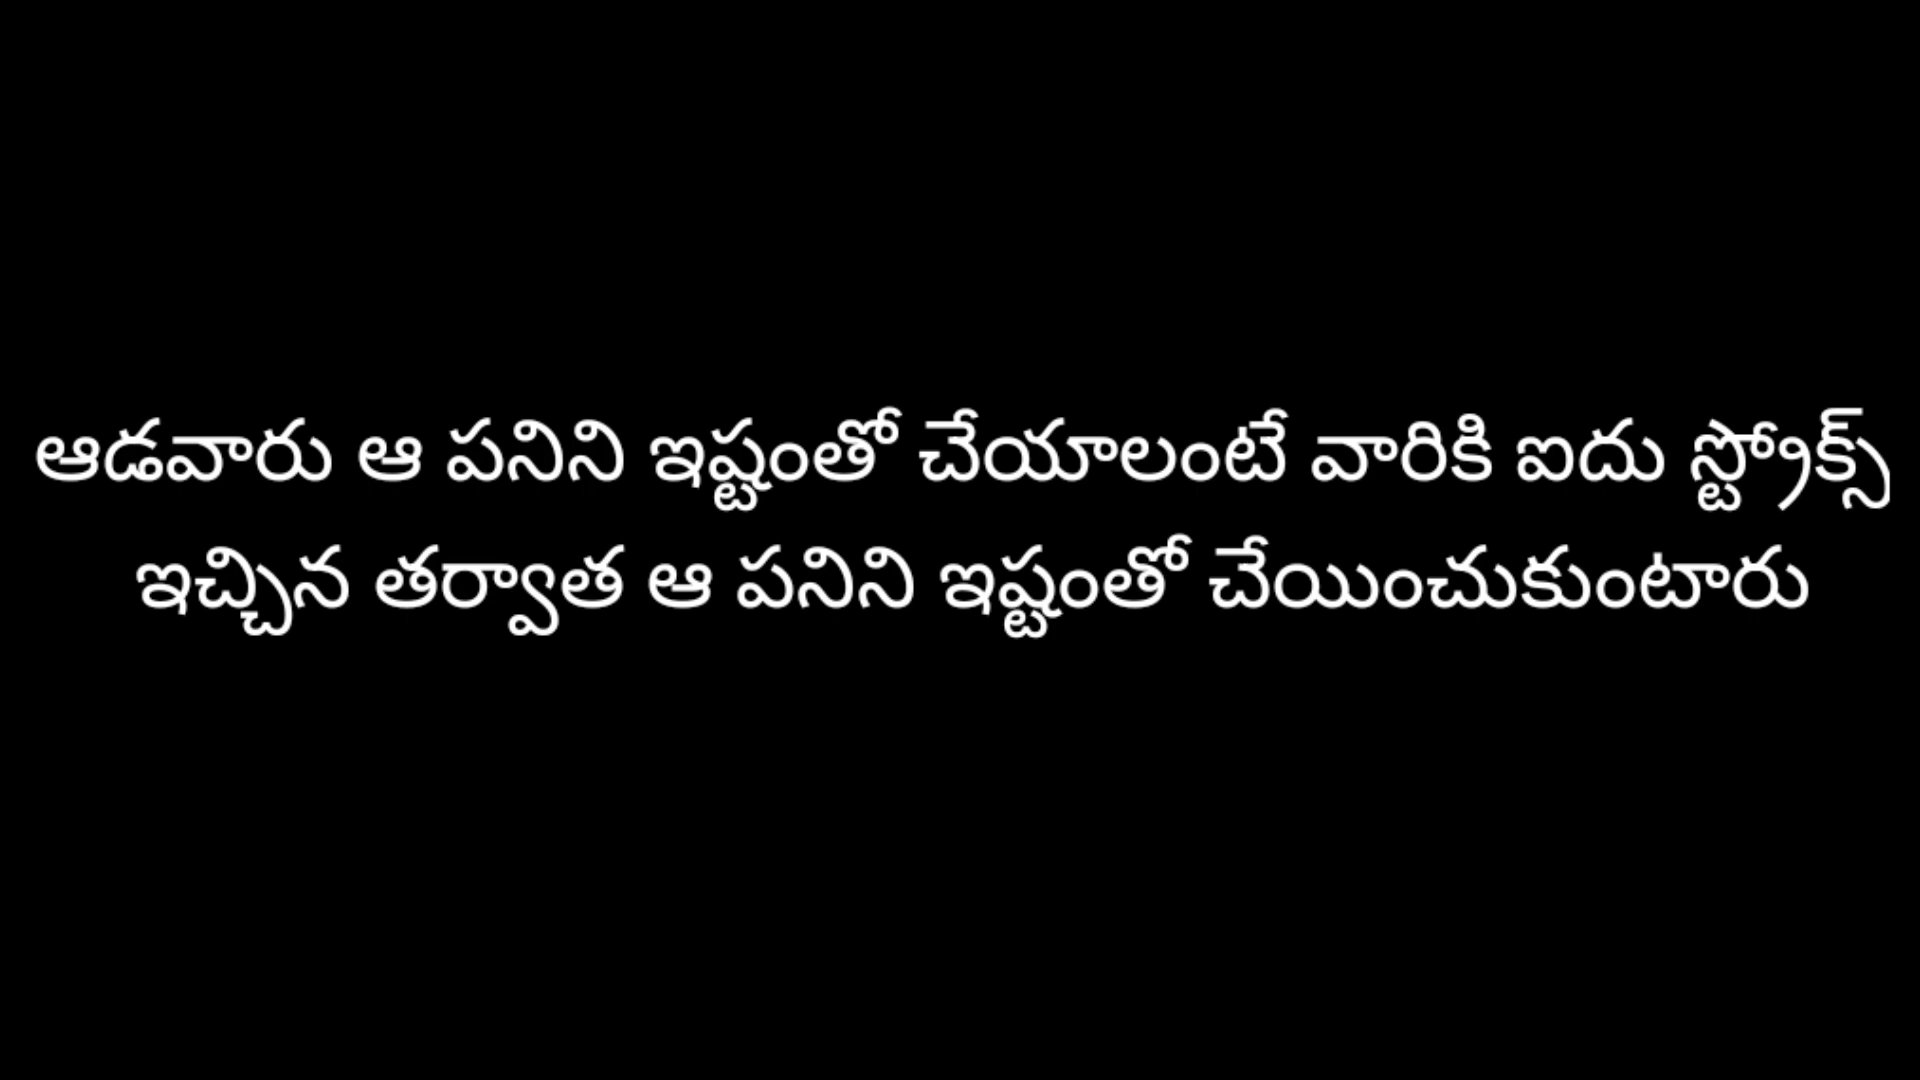 ఆడవారు ఆ పనిని ఇష్టంతో చేయాలంటే వారికి ఐదు స్ట్రోక్స్
ఇచ్చిన తర్వాత ఆ పనిని ఇష్టంతో చేయించుకుంటారు